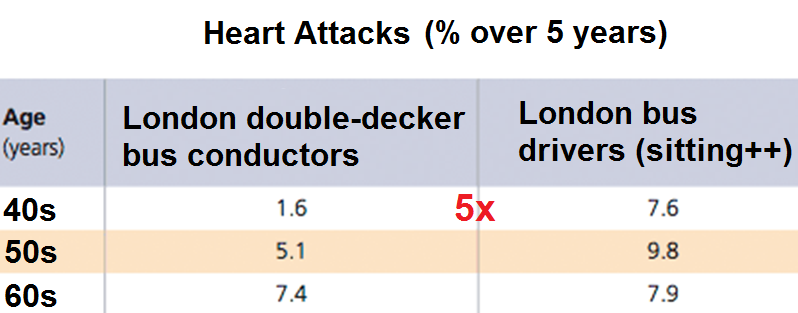 Heart Attacks (% over 5 years)
Age
(years)
London double-decker
bus conductors
London bus
drivers (sitting++)
40s 1.6 5x 7.6
50s 5.1 9.8
60s 7.4 7.9